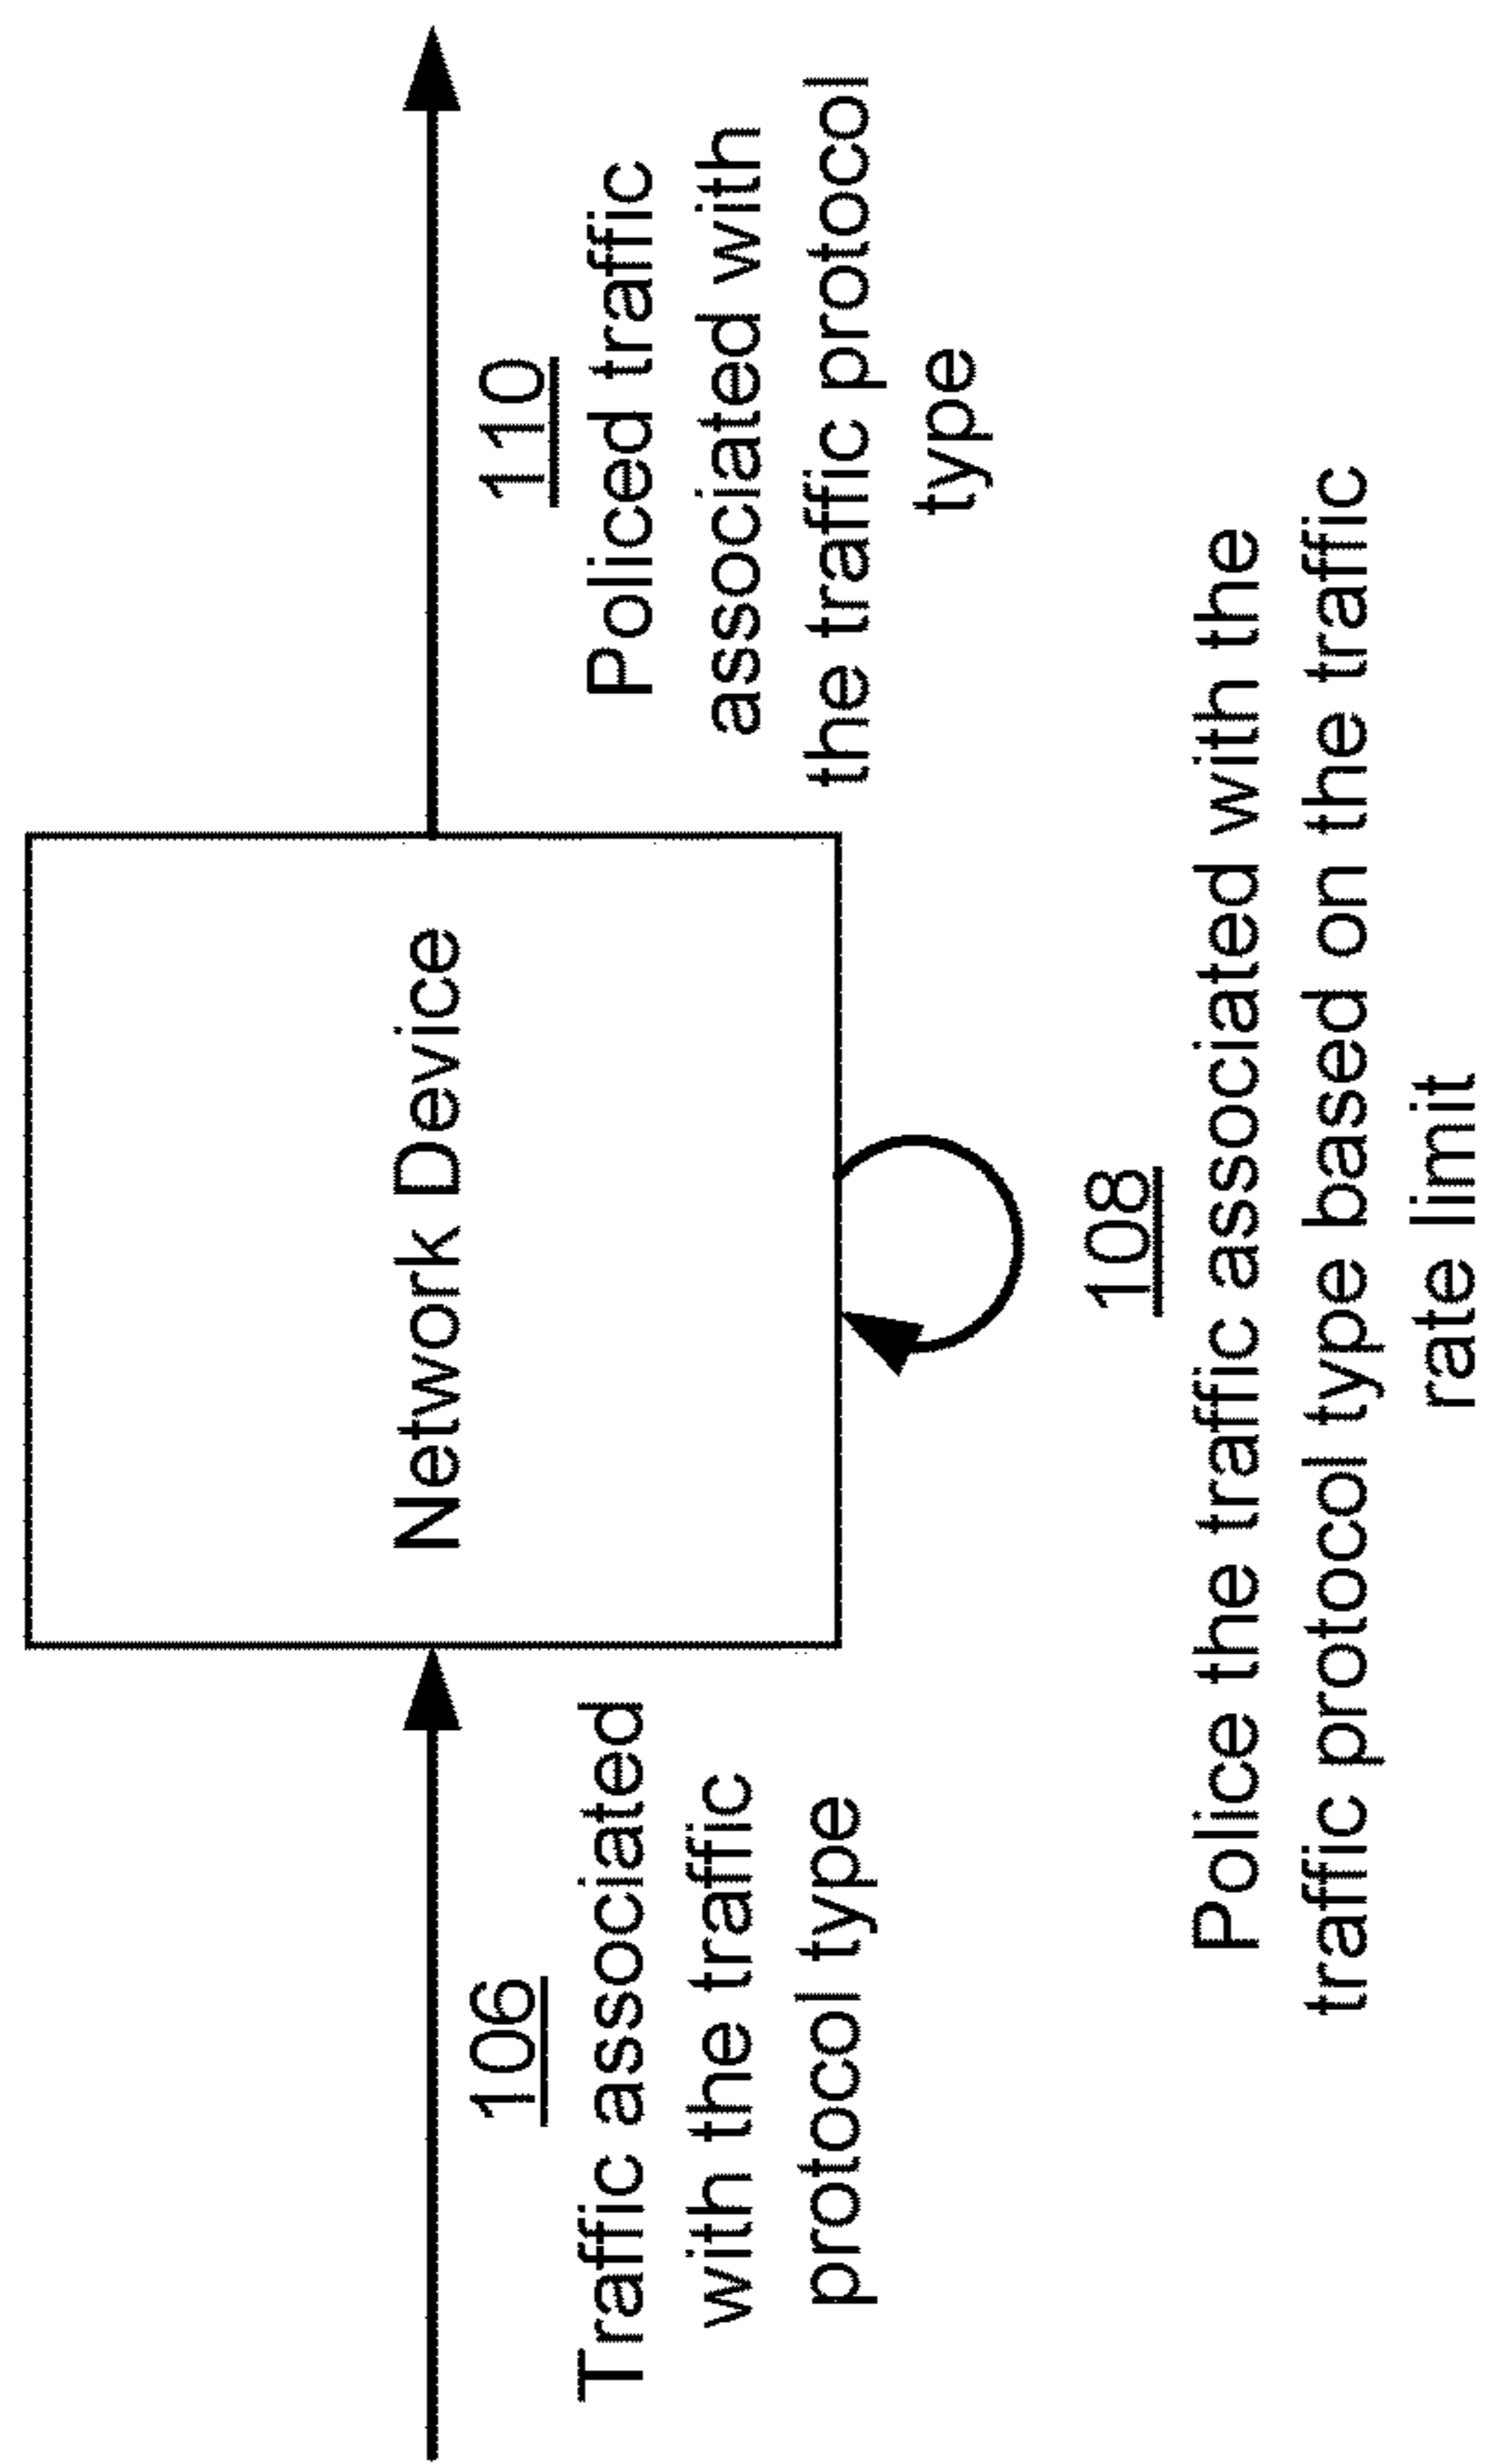 Network Device
106
Traffic associated
with the traffic
protocol type
110
Policed traffic
associated with
the traffic protocol
type
108
Police the traffic associated with the
traffic protocol type based on the traffic
rate limit